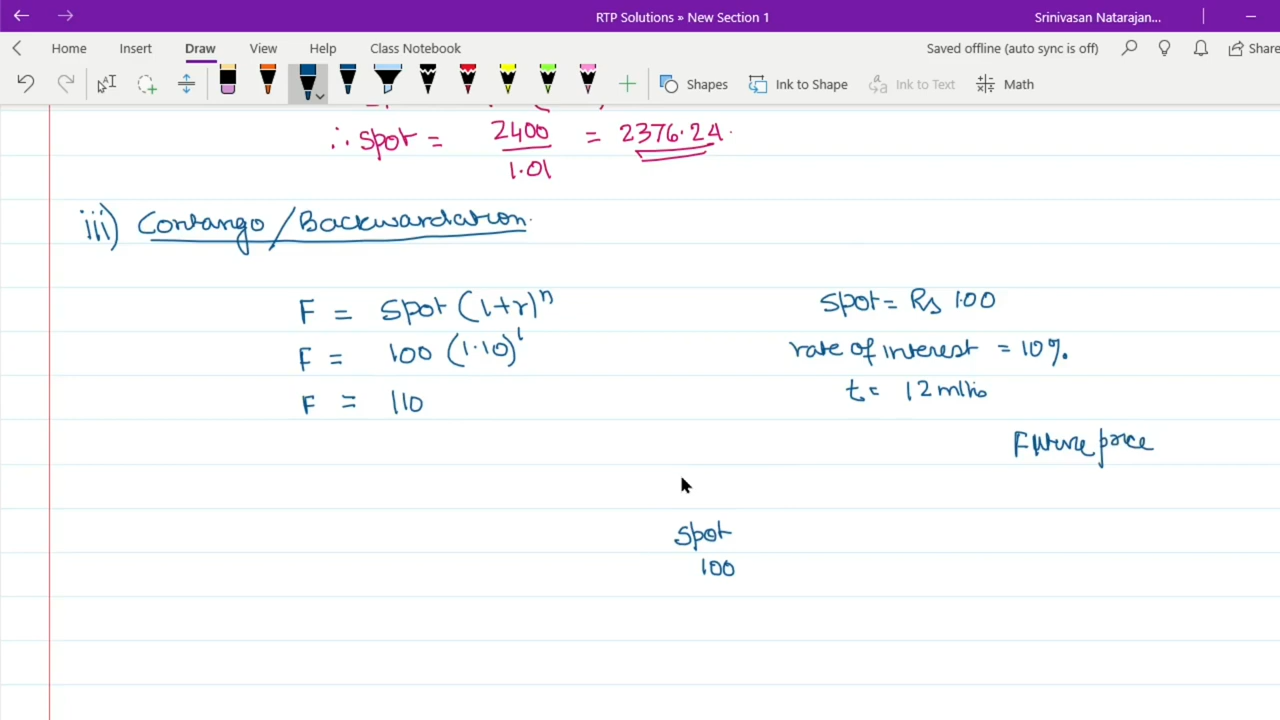 RTP Solutions » New Section 1
Srinivasan Natarajan...
Home Insert Draw View Help Class Notebook
Saved offline (auto sync is off)
Share
Shapes
Ink to Shape
Ink to Text
Math
∴ Spot = 2400 / 1.01 = 2376.24
iii) Contango / Backwardation.
F = Spot (1+r)^n
F = 100 (1.10)^1
F = 110
Spot = Rs 100
rate of interest = 10%.
t = 12 mths
Future price
Spot
100